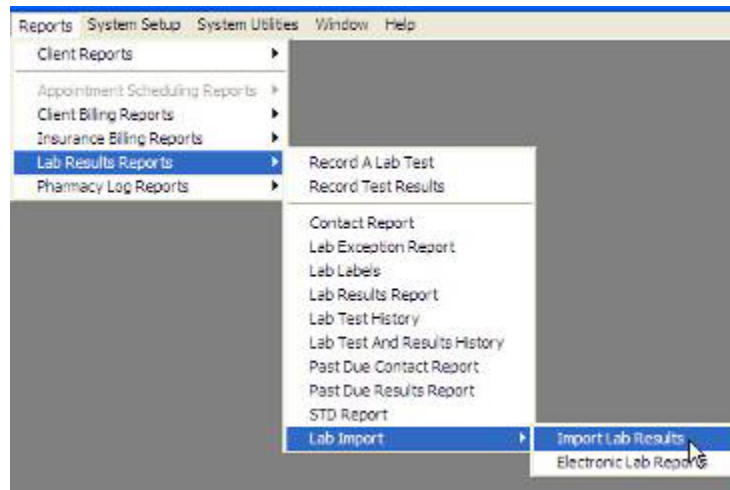 Reports System Setup System Utilities Window Help
Client Reports
Appointment Scheduling Reports
Client Billing Reports
Insurance Billing Reports
Lab Results Reports
Pharmacy Log Reports
Record A Lab Test
Record Test Results
Contact Report
Lab Exception Report
Lab Labels
Lab Results Report
Lab Test History
Lab Test And Results History
Past Due Contact Report
Past Due Results Report
STD Report
Lab Import
Import Lab Results
Electronic Lab Reports